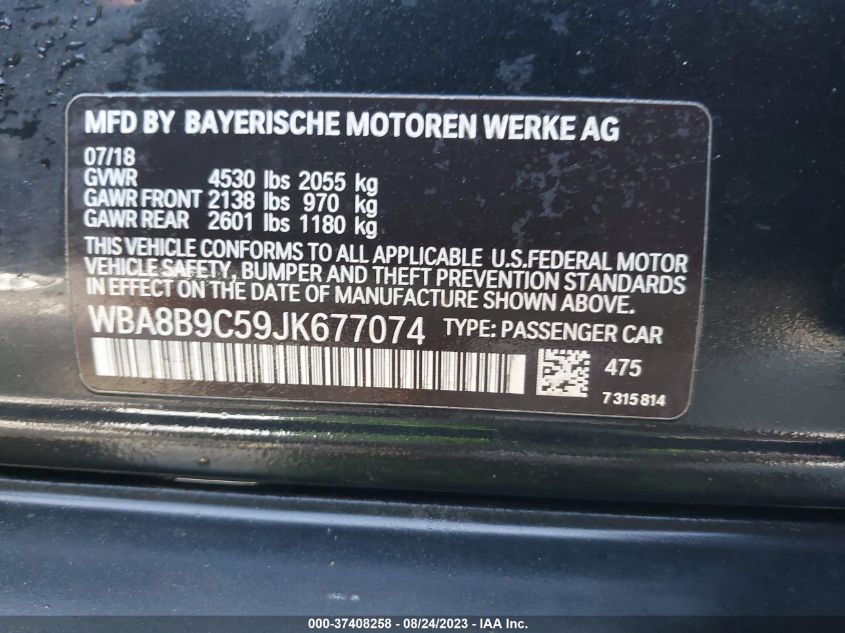 MFD BY BAYERISCHE MOTOREN WERKE AG
07/18
GVWR 4530 lbs 2055 kg
GAWR FRONT 2138 lbs 970 kg
GAWR REAR 2601 lbs 1180 kg
THIS VEHICLE CONFORMS TO ALL APPLICABLE U.S.FEDERAL MOTOR
VEHICLE SAFETY, BUMPER AND THEFT PREVENTION STANDARDS
IN EFFECT ON THE DATE OF MANUFACTURE SHOWN ABOVE.
WBA8B9C59JK677074 TYPE: PASSENGER CAR
475
7315814
000-37408258 - 08/24/2023 - IAA Inc.